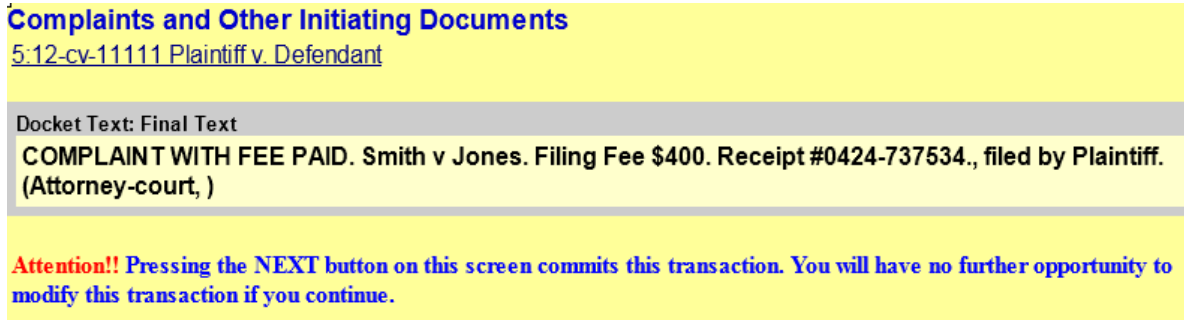 Complaints and Other Initiating Documents
5:12-cv-11111 Plaintiff v. Defendant
Docket Text: Final Text
COMPLAINT WITH FEE PAID. Smith v Jones. Filing Fee $400. Receipt #0424-737534., filed by Plaintiff.
(Attorney-court, )
Attention!! Pressing the NEXT button on this screen commits this transaction. You will have no further opportunity to
modify this transaction if you continue.